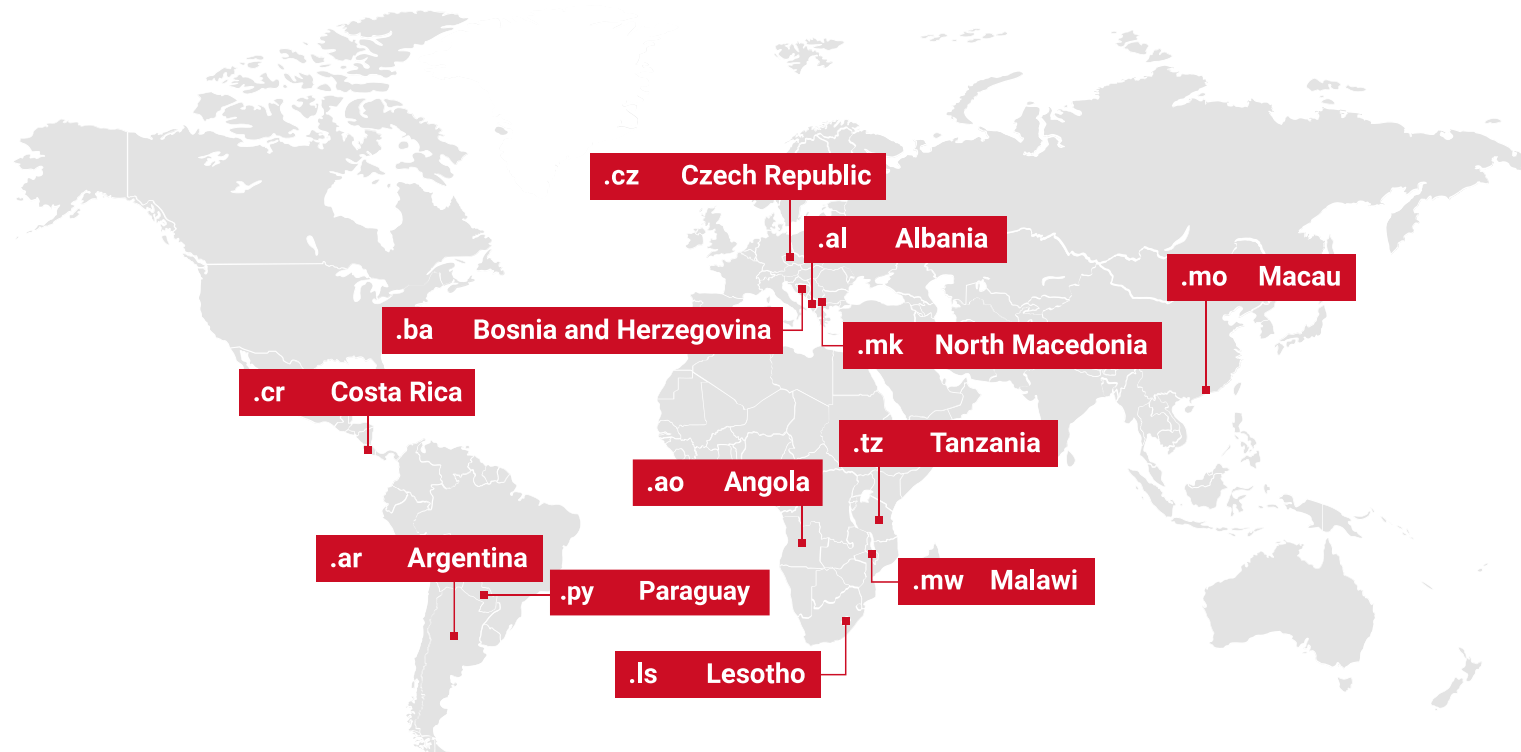 .cz Czech Republic
.al Albania
.mo Macau
.ba Bosnia and Herzegovina
.mk North Macedonia
.cr Costa Rica
.tz Tanzania
.ao Angola
.ar Argentina
.mw Malawi
.py Paraguay
.ls Lesotho